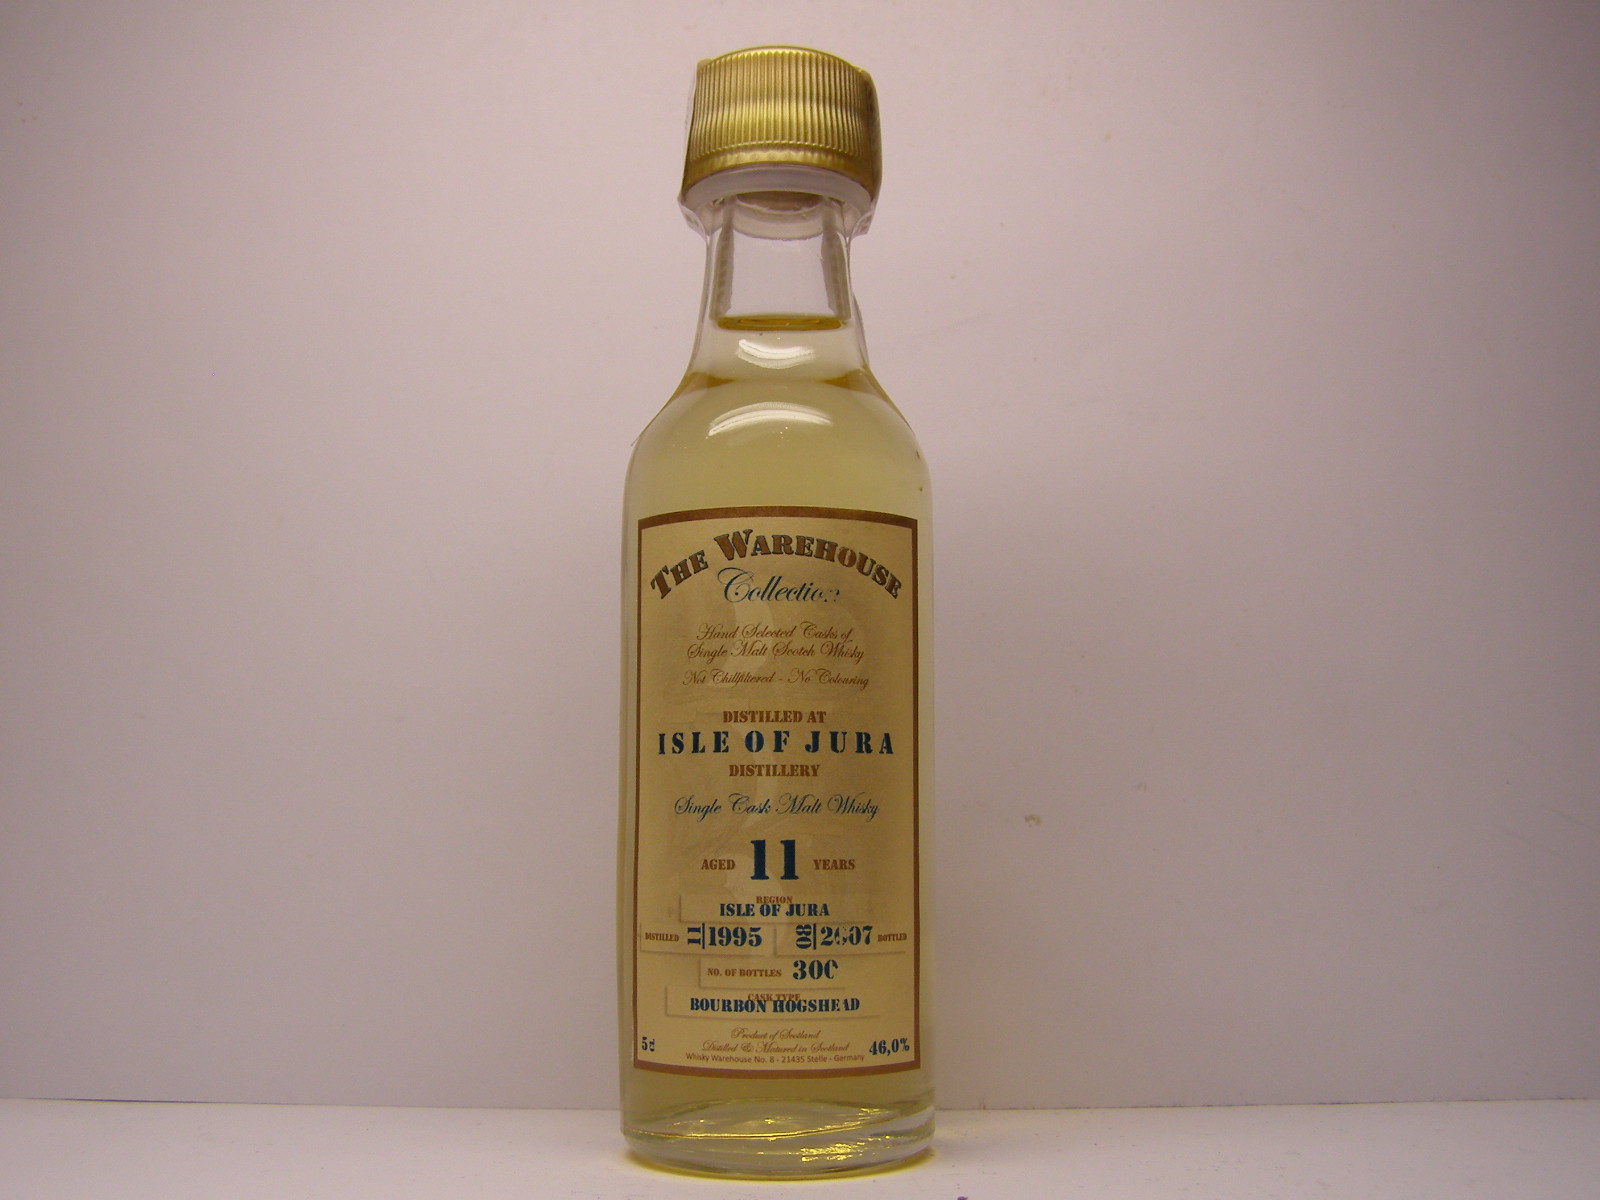 The Warehouse
Collection
Hand Selected Casks of
Single Malt Scotch Whisky
Not Chillfiltered - No Colouring
DISTILLED AT
ISLE OF JURA
DISTILLERY
Single Cask Malt Whisky
AGED 11 YEARS
REGION
ISLE OF JURA
DISTILLED 11|1995 08|2007 BOTTLED
NO. OF BOTTLES 300
CASK TYPE
BOURBON HOGSHEAD
Product of Scotland
Distilled & Matured in Scotland
5cl Whisky Warehouse No. 8 - 21435 Stelle - Germany 46,0%